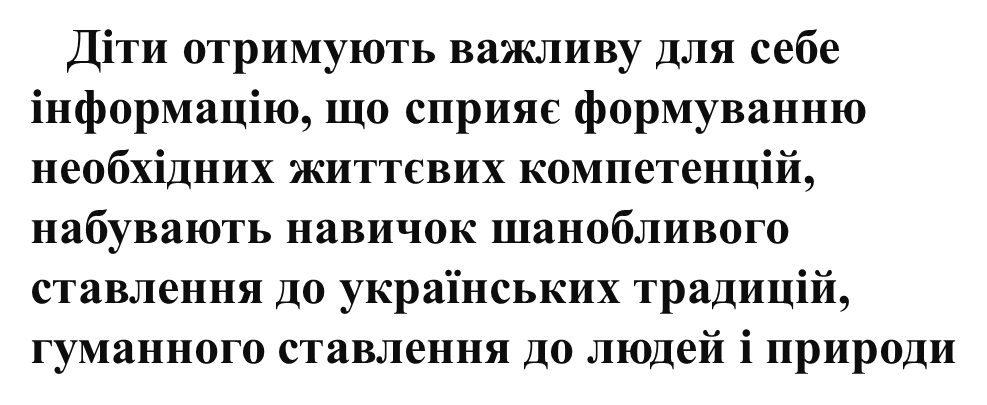 Діти отримують важливу для себе
інформацію, що сприяє формуванню
необхідних життєвих компетенцій,
набувають навичок шанобливого
ставлення до українських традицій,
гуманного ставлення до людей і природи